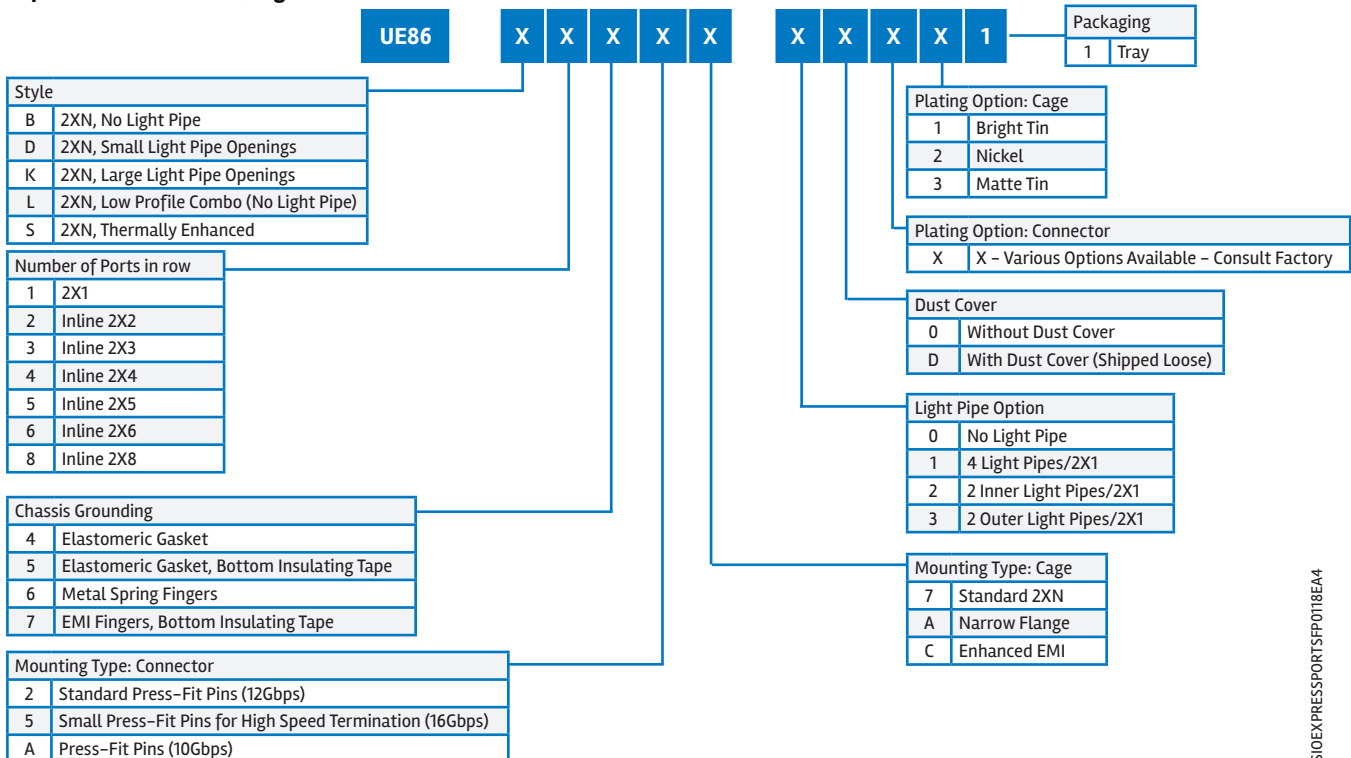 UE86 X X X X X X X X X 1
Packaging
1 Tray
Style
B 2XN, No Light Pipe
D 2XN, Small Light Pipe Openings
K 2XN, Large Light Pipe Openings
L 2XN, Low Profile Combo (No Light Pipe)
S 2XN, Thermally Enhanced
Number of Ports in row
1 2X1
2 Inline 2X2
3 Inline 2X3
4 Inline 2X4
5 Inline 2X5
6 Inline 2X6
8 Inline 2X8
Chassis Grounding
4 Elastomeric Gasket
5 Elastomeric Gasket, Bottom Insulating Tape
6 Metal Spring Fingers
7 EMI Fingers, Bottom Insulating Tape
Mounting Type: Connector
2 Standard Press-Fit Pins (12Gbps)
5 Small Press-Fit Pins for High Speed Termination (16Gbps)
A Press-Fit Pins (10Gbps)
Plating Option: Cage
1 Bright Tin
2 Nickel
3 Matte Tin
Plating Option: Connector
X X - Various Options Available - Consult Factory
Dust Cover
0 Without Dust Cover
D With Dust Cover (Shipped Loose)
Light Pipe Option
0 No Light Pipe
1 4 Light Pipes/2X1
2 2 Inner Light Pipes/2X1
3 2 Outer Light Pipes/2X1
Mounting Type: Cage
7 Standard 2XN
A Narrow Flange
C Enhanced EMI
SIOEXPRESSPORTSFP0118EA4